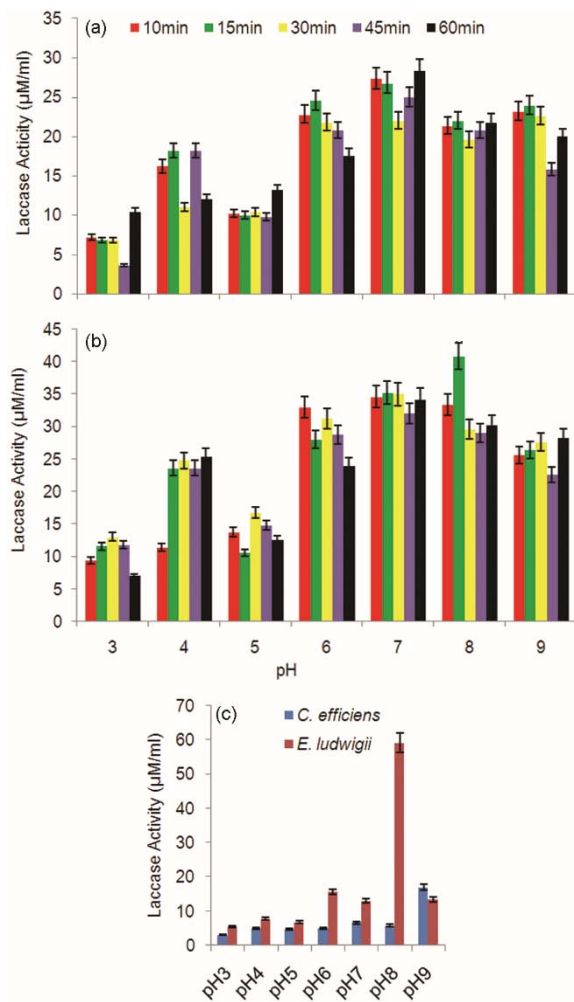 (a) 10min 15min 30min 45min 60min
Laccase Activity (µM/ml)
35
30
25
20
15
10
5
0
(b)
Laccase Activity (µM/ml)
45
40
35
30
25
20
15
10
5
0
3 4 5 6 7 8 9
pH
(c)
C. efficiens
E. ludwigii
Laccase Activity (µM/ml)
70
60
50
40
30
20
10
0
pH3 pH4 pH5 pH6 pH7 pH8 pH9